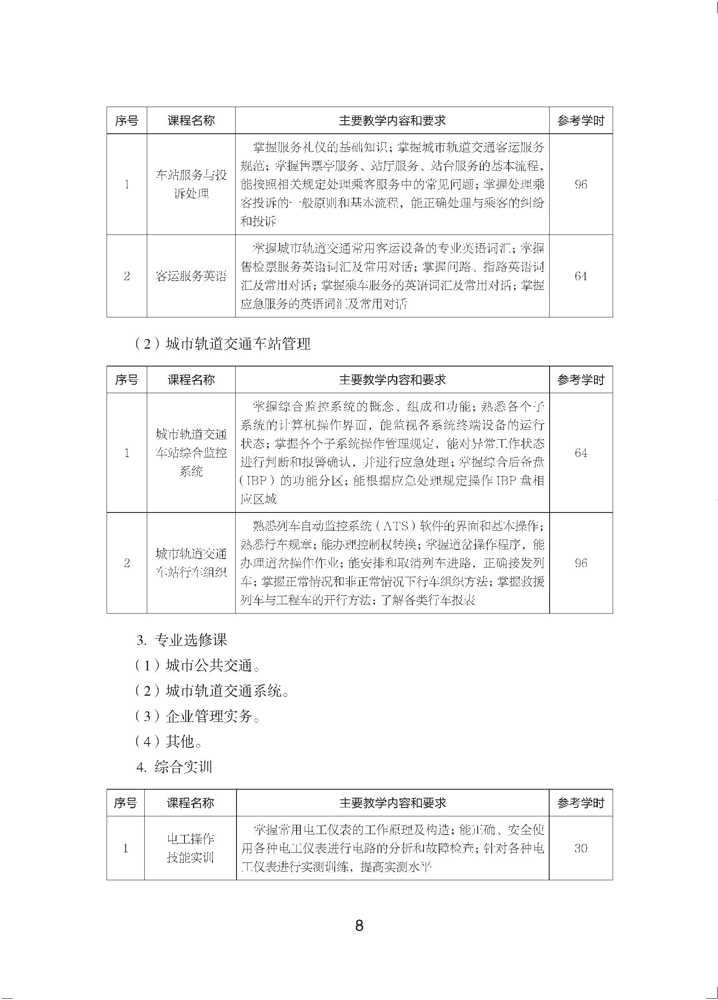 序号 课程名称 主要教学内容和要求 参考学时
1
车站服务与投
诉处理
掌握服务礼仪的基础知识；掌握城市轨道交通客运服务
规范；掌握售票亭服务、站厅服务、站台服务的基本流程，
能按照相关规定处理乘客服务中的常见问题；掌握处理乘
客投诉的一般原则和基本流程，能正确处理与乘客的纠纷
和投诉
96
2
客运服务英语
掌握城市轨道交通常用客运设备的专业英语词汇；掌握
售检票服务英语词汇及常用对话；掌握问路、指路英语词
汇及常用对话；掌握乘车服务的英语词汇及常用对话；掌握
应急服务的英语词汇及常用对话
64
（2）城市轨道交通车站管理
序号 课程名称 主要教学内容和要求 参考学时
1
城市轨道交通
车站综合监控
系统
掌握综合监控系统的概念、组成和功能；熟悉各个子
系统的计算机操作界面，能监视各系统终端设备的运行
状态；掌握各个子系统操作管理规定，能对异常工作状态
进行判断和报警确认，并进行应急处理；掌握综合后备盘
（IBP）的功能分区；能根据应急处理规定操作 IBP 盘相
应区域
64
2
城市轨道交通
车站行车组织
熟悉列车自动监控系统（ATS）软件的界面和基本操作；
熟悉行车规章；能办理控制权转换；掌握道岔操作程序，能
办理道岔操作作业；能安排和取消列车进路，正确接发列
车；掌握正常情况和非正常情况下行车组织方法；掌握救援
列车与工程车的开行方法；了解各类行车报表
96
3. 专业选修课
（1）城市公共交通。
（2）城市轨道交通系统。
（3）企业管理实务。
（4）其他。
4. 综合实训
序号 课程名称 主要教学内容和要求 参考学时
1
电工操作
技能实训
掌握常用电工仪表的工作原理及构造；能正确、安全使
用各种电工仪表进行电路的分析和故障检查；针对各种电
工仪表进行实测训练，提高实测水平
30
8